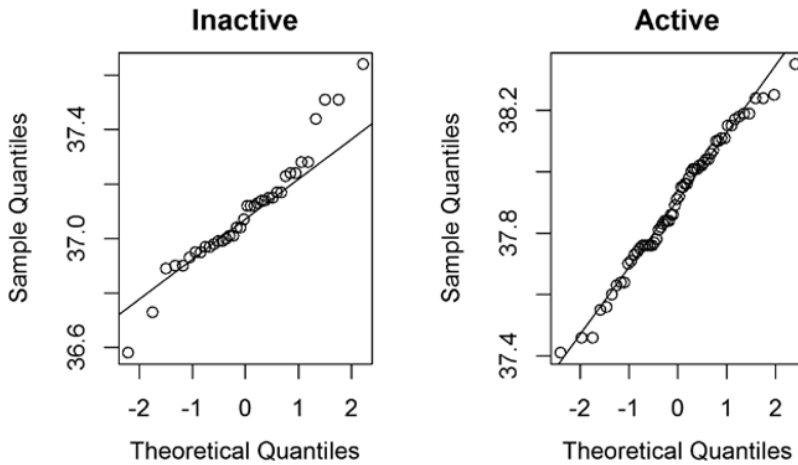 Inactive
Sample Quantiles
37.4
37.0
36.6
-2 -1 0 1 2
Theoretical Quantiles
Active
Sample Quantiles
38.2
37.8
37.4
-2 -1 0 1 2
Theoretical Quantiles